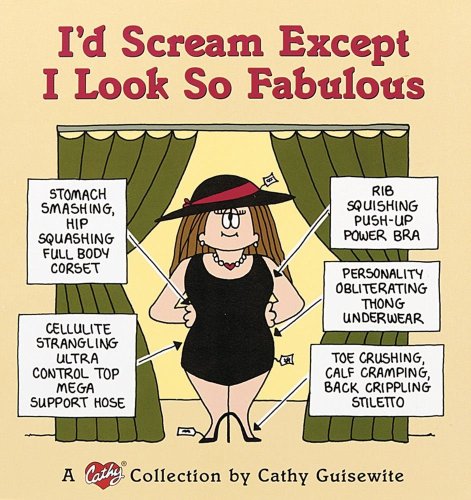 I'd Scream Except
I Look So Fabulous
STOMACH
SMASHING,
HIP
SQUASHING
FULL BODY
CORSET
RIB
SQUISHING
PUSH-UP
POWER BRA
PERSONALITY
OBLITERATING
THONG
UNDERWEAR
CELLULITE
STRANGLING
ULTRA
CONTROL TOP
MEGA
SUPPORT HOSE
TOE CRUSHING,
CALF CRAMPING,
BACK CRIPPLING
STILETTO
A Cathy® Collection by Cathy Guisewite